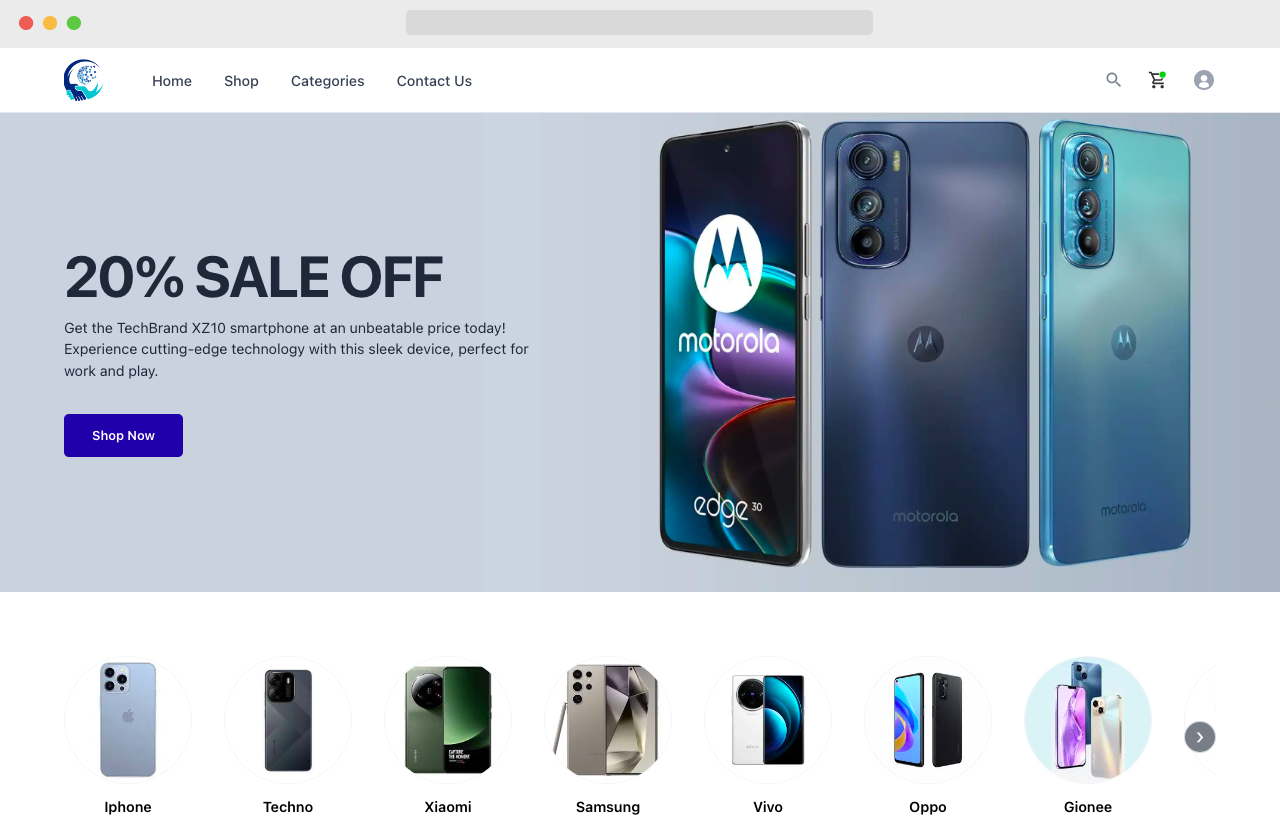 Home Shop Categories Contact Us
20% SALE OFF
Get the TechBrand XZ10 smartphone at an unbeatable price today!
Experience cutting-edge technology with this sleek device, perfect for
work and play.
Shop Now
motorola
edge 30
motorola
motorola
Iphone Techno Xiaomi Samsung Vivo Oppo Gionee